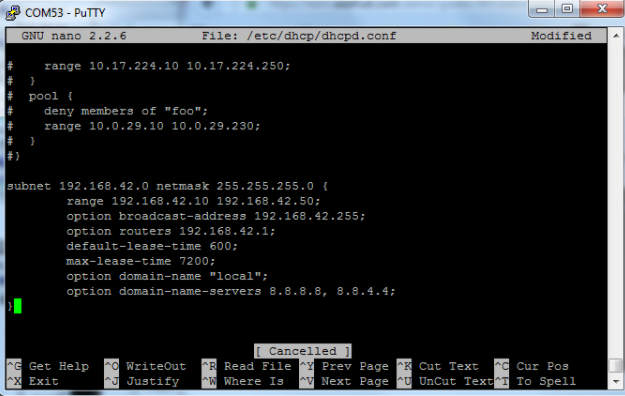 COM53 - PuTTY
GNU nano 2.2.6 File: /etc/dhcp/dhcpd.conf Modified
# range 10.17.224.10 10.17.224.250;
# }
# pool {
# deny members of "foo";
# range 10.0.29.10 10.0.29.230;
# }
#}
subnet 192.168.42.0 netmask 255.255.255.0 {
range 192.168.42.10 192.168.42.50;
option broadcast-address 192.168.42.255;
option routers 192.168.42.1;
default-lease-time 600;
max-lease-time 7200;
option domain-name "local";
option domain-name-servers 8.8.8.8, 8.8.4.4;
}
[ Cancelled ]
^G Get Help ^O WriteOut ^R Read File ^Y Prev Page ^K Cut Text ^C Cur Pos
^X Exit ^J Justify ^W Where Is ^V Next Page ^U UnCut Text ^T To Spell